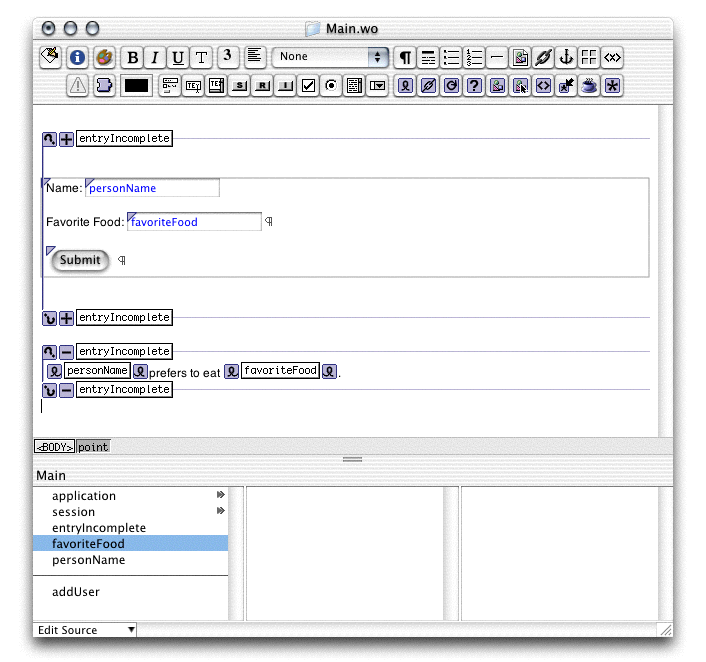 Main.wo
B I U T 3 None ¶
entryIncomplete
Name: personName
Favorite Food: favoriteFood ¶
Submit ¶
entryIncomplete
entryIncomplete
personName prefers to eat favoriteFood .
entryIncomplete
<BODY> point
Main
application
session
entryIncomplete
favoriteFood
personName
addUser
Edit Source